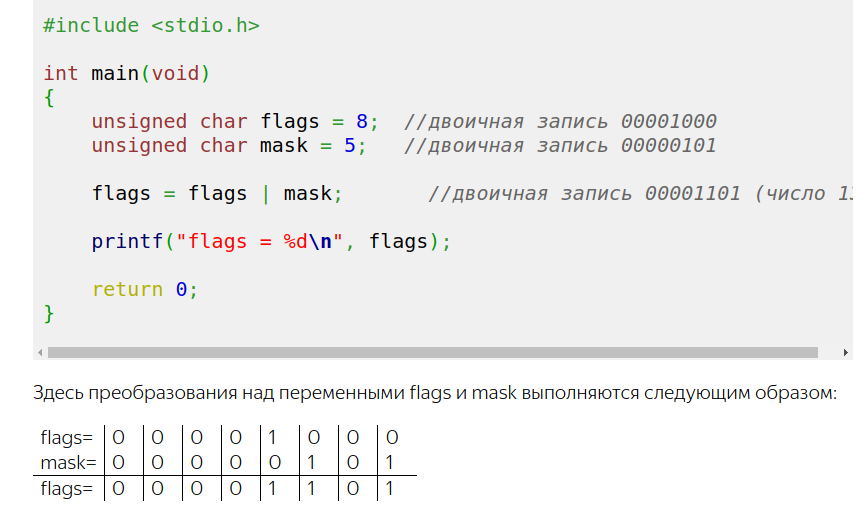 #include <stdio.h>
int main(void)
{
unsigned char flags = 8; //двоичная запись 00001000
unsigned char mask = 5; //двоичная запись 00000101
flags = flags | mask; //двоичная запись 00001101 (число
printf("flags = %d\n", flags);
return 0;
}
Здесь преобразования над переменными flags и mask выполняются следующим образом:
flags= 0 0 0 0 1 0 0 0
mask= 0 0 0 0 0 1 0 1
flags= 0 0 0 0 1 1 0 1